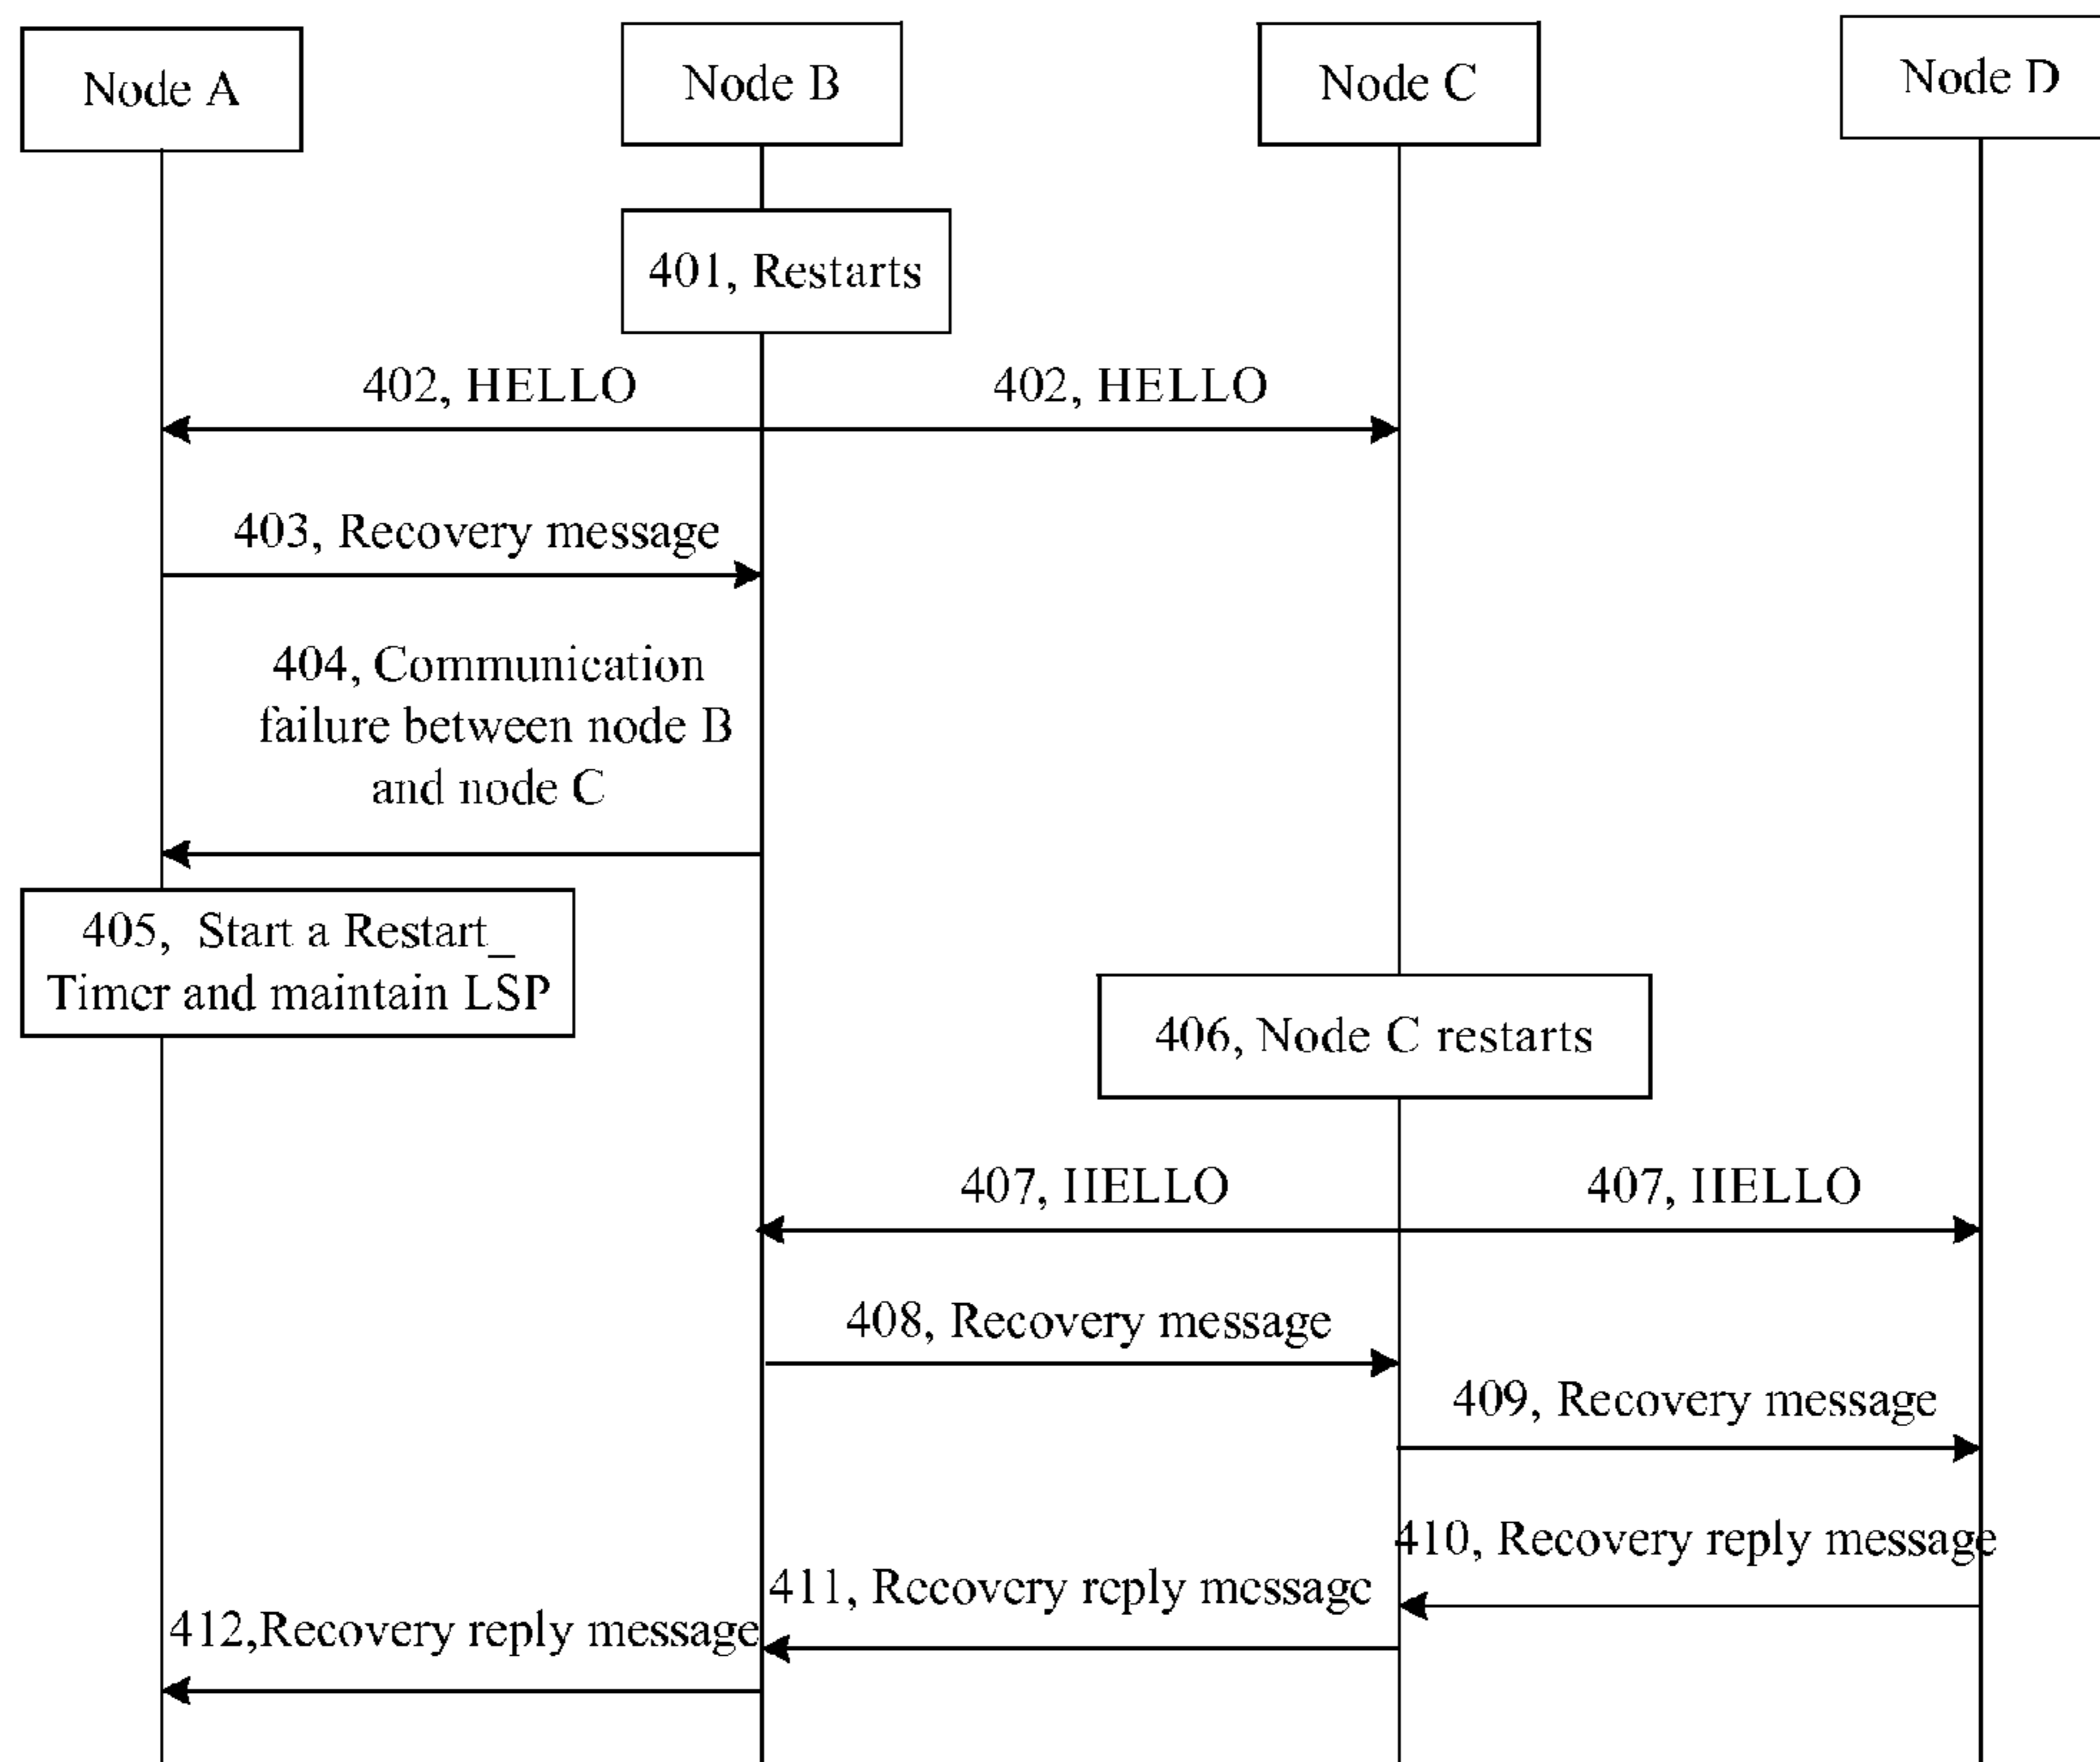 Node A
Node B
Node C
Node D
401, Restarts
402, HELLO
402, HELLO
403, Recovery message
404, Communication
failure between node B
and node C
405, Start a Restart_
Timer and maintain LSP
406, Node C restarts
407, HELLO
407, HELLO
408, Recovery message
409, Recovery message
410, Recovery reply message
411, Recovery reply message
412,Recovery reply message